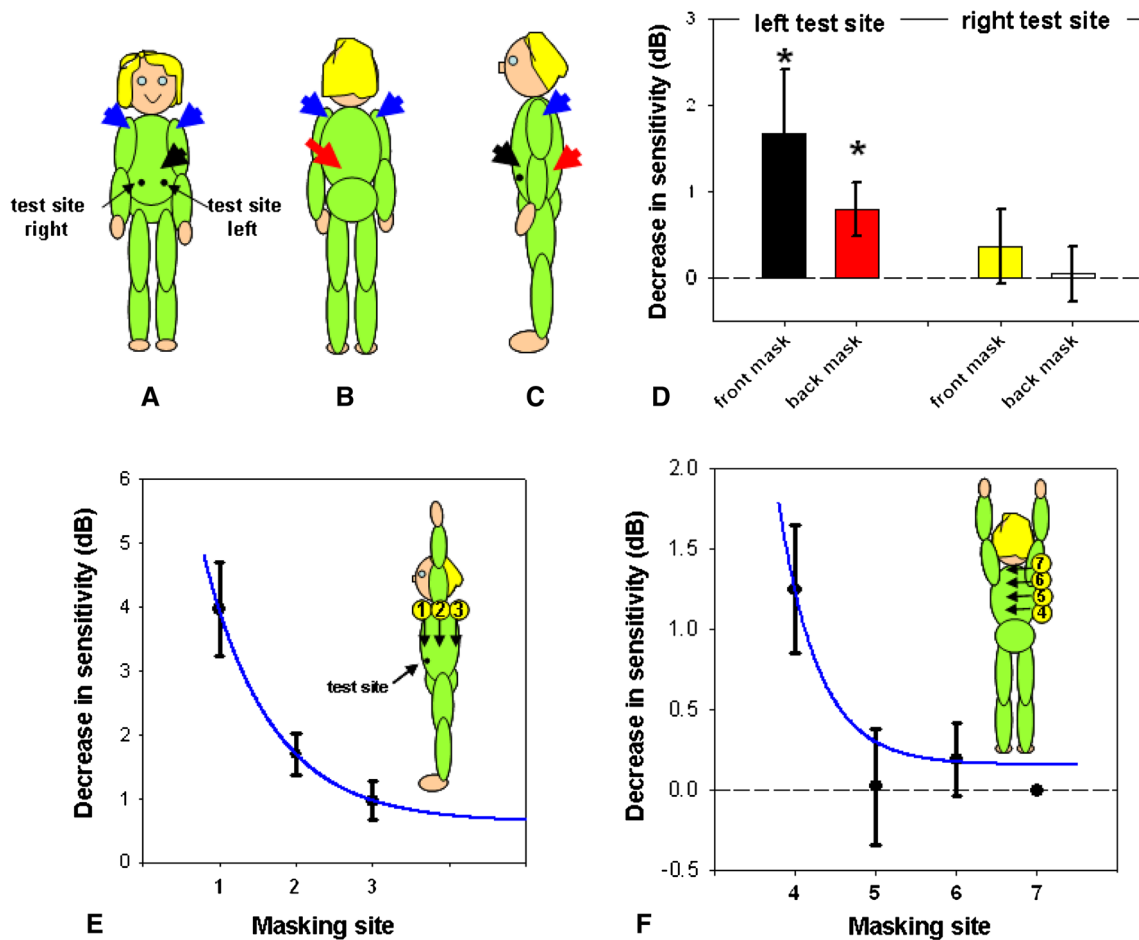 test site
right
test site
left
A
B
C
Decrease in sensitivity (dB)
3
2
1
0
left test site
right test site
*
*
front mask
back mask
front mask
back mask
D
Decrease in sensitivity (dB)
6
5
4
3
2
1
0
1 2 3
test site
1 2 3
Masking site
E
Decrease in sensitivity (dB)
2.0
1.5
1.0
0.5
0.0
-0.5
7
6
5
4
4 5 6 7
Masking site
F